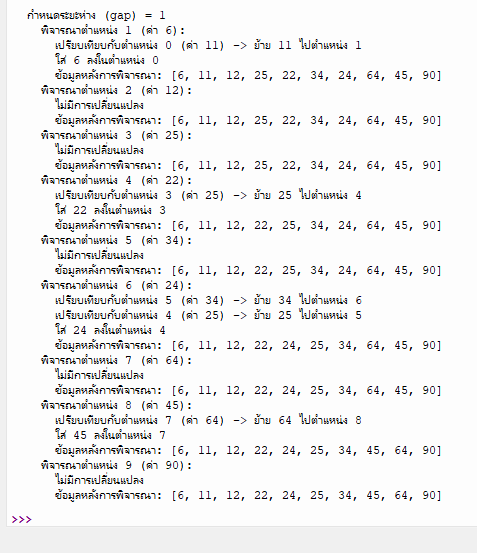 กำหนดระยะห่าง (gap) = 1
พิจารณาตำแหน่ง 1 (ค่า 6):
เปรียบเทียบกับตำแหน่ง 0 (ค่า 11) -> ย้าย 11 ไปตำแหน่ง 1
ใส่ 6 ลงในตำแหน่ง 0
ข้อมูลหลังการพิจารณา: [6, 11, 12, 25, 22, 34, 24, 64, 45, 90]
พิจารณาตำแหน่ง 2 (ค่า 12):
ไม่มีการเปลี่ยนแปลง
ข้อมูลหลังการพิจารณา: [6, 11, 12, 25, 22, 34, 24, 64, 45, 90]
พิจารณาตำแหน่ง 3 (ค่า 25):
ไม่มีการเปลี่ยนแปลง
ข้อมูลหลังการพิจารณา: [6, 11, 12, 25, 22, 34, 24, 64, 45, 90]
พิจารณาตำแหน่ง 4 (ค่า 22):
เปรียบเทียบกับตำแหน่ง 3 (ค่า 25) -> ย้าย 25 ไปตำแหน่ง 4
ใส่ 22 ลงในตำแหน่ง 3
ข้อมูลหลังการพิจารณา: [6, 11, 12, 22, 25, 34, 24, 64, 45, 90]
พิจารณาตำแหน่ง 5 (ค่า 34):
ไม่มีการเปลี่ยนแปลง
ข้อมูลหลังการพิจารณา: [6, 11, 12, 22, 25, 34, 24, 64, 45, 90]
พิจารณาตำแหน่ง 6 (ค่า 24):
เปรียบเทียบกับตำแหน่ง 5 (ค่า 34) -> ย้าย 34 ไปตำแหน่ง 6
เปรียบเทียบกับตำแหน่ง 4 (ค่า 25) -> ย้าย 25 ไปตำแหน่ง 5
ใส่ 24 ลงในตำแหน่ง 4
ข้อมูลหลังการพิจารณา: [6, 11, 12, 22, 24, 25, 34, 64, 45, 90]
พิจารณาตำแหน่ง 7 (ค่า 64):
ไม่มีการเปลี่ยนแปลง
ข้อมูลหลังการพิจารณา: [6, 11, 12, 22, 24, 25, 34, 64, 45, 90]
พิจารณาตำแหน่ง 8 (ค่า 45):
เปรียบเทียบกับตำแหน่ง 7 (ค่า 64) -> ย้าย 64 ไปตำแหน่ง 8
ใส่ 45 ลงในตำแหน่ง 7
ข้อมูลหลังการพิจารณา: [6, 11, 12, 22, 24, 25, 34, 45, 64, 90]
พิจารณาตำแหน่ง 9 (ค่า 90):
ไม่มีการเปลี่ยนแปลง
ข้อมูลหลังการพิจารณา: [6, 11, 12, 22, 24, 25, 34, 45, 64, 90]
>>>